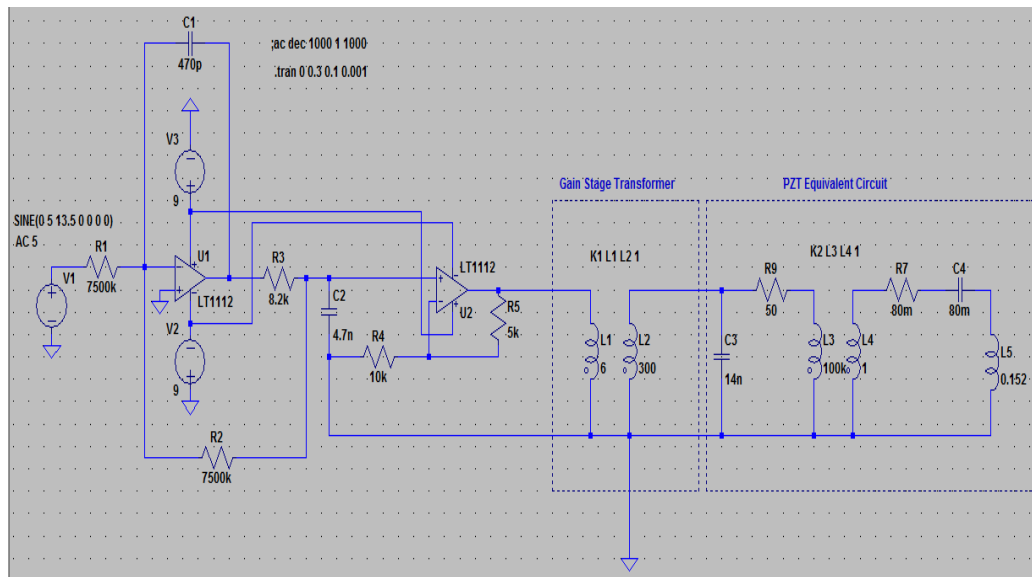 C1
470p
;ac dec 1000 1 1000
.tran 0 0.3 0.1 0.001
V3
9
SINE(0 5 13.5 0 0 0 0)
AC 5
V1
R1
7500k
U1
LT1112
V2
9
R2
7500k
R3
8.2k
C2
4.7n
R4
10k
LT1112
U2
R5
5k
Gain Stage Transformer
K1 L1 L2 1
L1
6
L2
300
PZT Equivalent Circuit
K2 L3 L4 1
C3
14n
R9
50
L3
100k
L4
1
R7
80m
C4
80m
L5
0.152